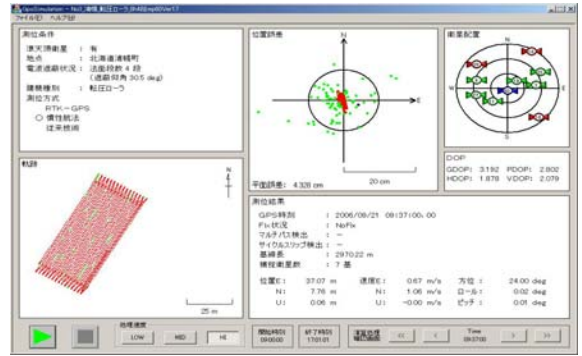 ファイル(F) ヘルプ(H)
測位条件
準天頂衛星 : 有
地点 : 北海道浦幌町
電波遮蔽状況 : 法面段数 4 段
(遮蔽仰角 30.5 deg)
建機種別 : 転圧ローラ
測位方式
RTK-GPS
○ 慣性航法
従来技術
位置誤差
N
E
20 cm
平面誤差: 4.328 cm
衛星配置
N
W
E
S
DOP
GDOP: 3.192 PDOP: 2.802
HDOP: 1.878 VDOP: 2.079
軌跡
N
25 m
測位結果
GPS時刻 : 2006/08/21 09:37:00.00
Fix状況 : NoFix
マルチパス検出 : -
サイクルスリップ検出 : -
基線長 : 2970.22 m
捕捉衛星数 : 7 基
位置E: 37.07 m 速度E: 0.67 m/s 方位 : 24.00 deg
N: 7.76 m N: 1.06 m/s ロール: 0.02 deg
U: 0.06 m U: -0.00 m/s ピッチ : 0.01 deg
処理速度
LOW MID HI
開始時刻
09:00:00
終了時刻
17:01:01
<< <
Time
09:37:00
> >>